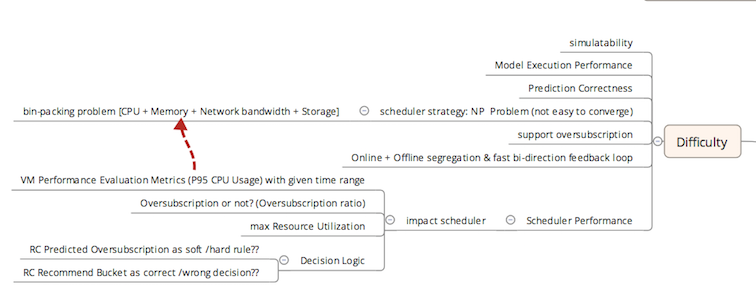 simulatability
Model Execution Performance
Prediction Correctness
bin-packing problem [CPU + Memory + Network bandwidth + Storage]
scheduler strategy: NP Problem (not easy to converge)
support oversubscription
Online + Offline segregation & fast bi-direction feedback loop
Difficulty
VM Performance Evaluation Metrics (P95 CPU Usage) with given time range
Oversubscription or not? (Oversubscription ratio)
max Resource Utilization
impact scheduler
Scheduler Performance
RC Predicted Oversubscription as soft /hard rule??
Decision Logic
RC Recommend Bucket as correct /wrong decision??